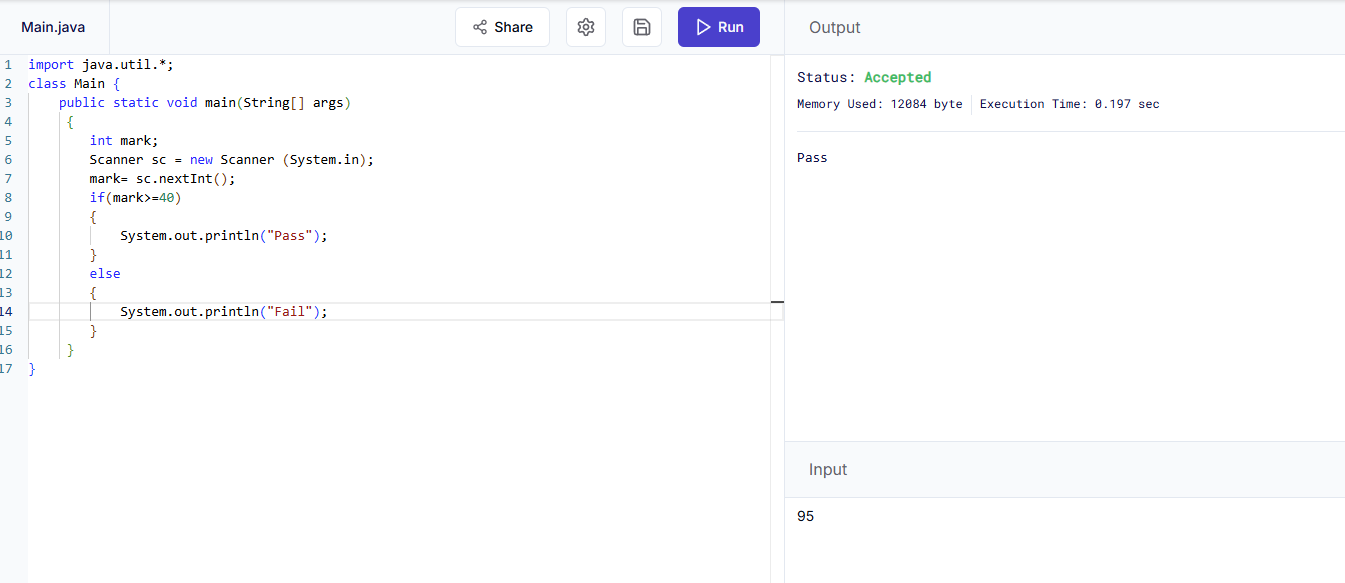 Main.java Share Run
1 import java.util.*;
2 class Main {
3 public static void main(String[] args)
4 {
5 int mark;
6 Scanner sc = new Scanner (System.in);
7 mark= sc.nextInt();
8 if(mark>=40)
9 {
10 System.out.println("Pass");
11 }
12 else
13 {
14 System.out.println("Fail");
15 }
16 }
17 }
Output
Status: Accepted
Memory Used: 12084 byte Execution Time: 0.197 sec
Pass
Input
95